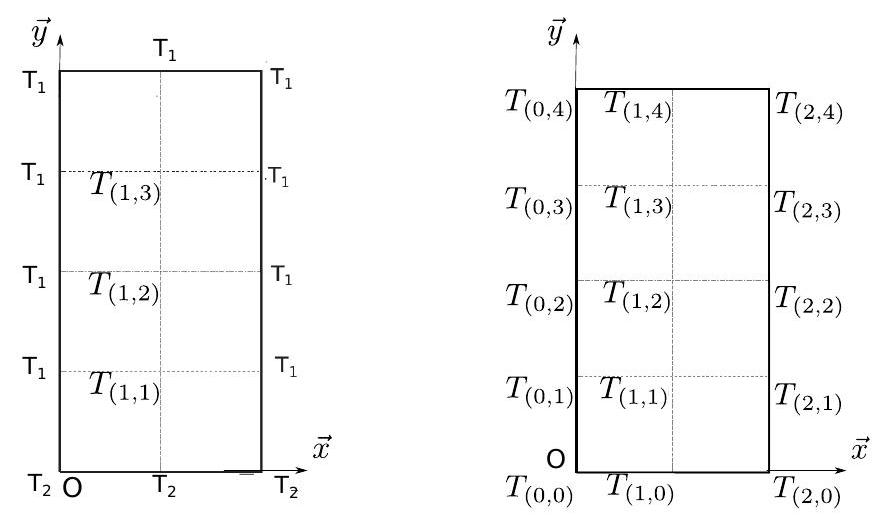 y⃗
T₁
T₁ T₁
T₁ T₍₁,₃₎ T₁
T₁ T₍₁,₂₎ T₁
T₁ T₍₁,₁₎ T₁
x⃗
T₂ O T₂ T₂
y⃗
T₍₀,₄₎ T₍₁,₄₎ T₍₂,₄₎
T₍₀,₃₎ T₍₁,₃₎ T₍₂,₃₎
T₍₀,₂₎ T₍₁,₂₎ T₍₂,₂₎
T₍₀,₁₎ T₍₁,₁₎ T₍₂,₁₎
O x⃗
T₍₀,₀₎ T₍₁,₀₎ T₍₂,₀₎